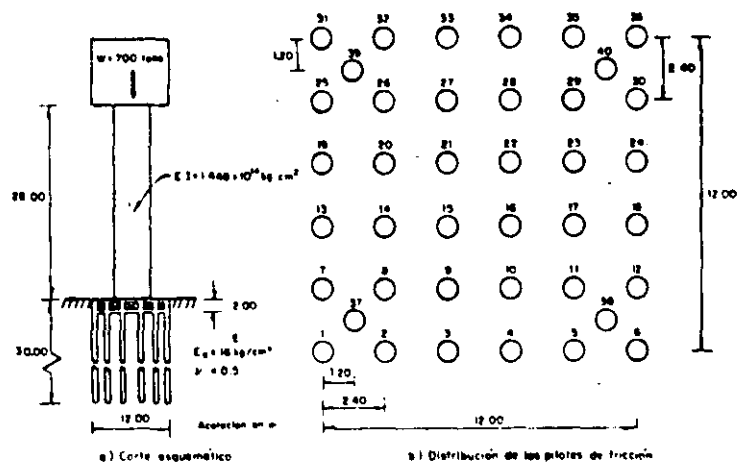 W=700 tons
28.00
E I=1.448×10¹⁴ kg cm²
2.00
30.00
kg/cm²
ν = 0.5
12.00
Acotación en m
a) Corte esquemático
31 32 33 34 35 36
39 40
1.20
2.40
25 26 27 28 29 30
19 20 21 22 23 24
12.00
13 14 15 16 17 18
7 8 9 10 11 12
37 38
1 2 3 4 5 6
1.20
2.40
12.00
b) Distribución de los pilotes de fricción